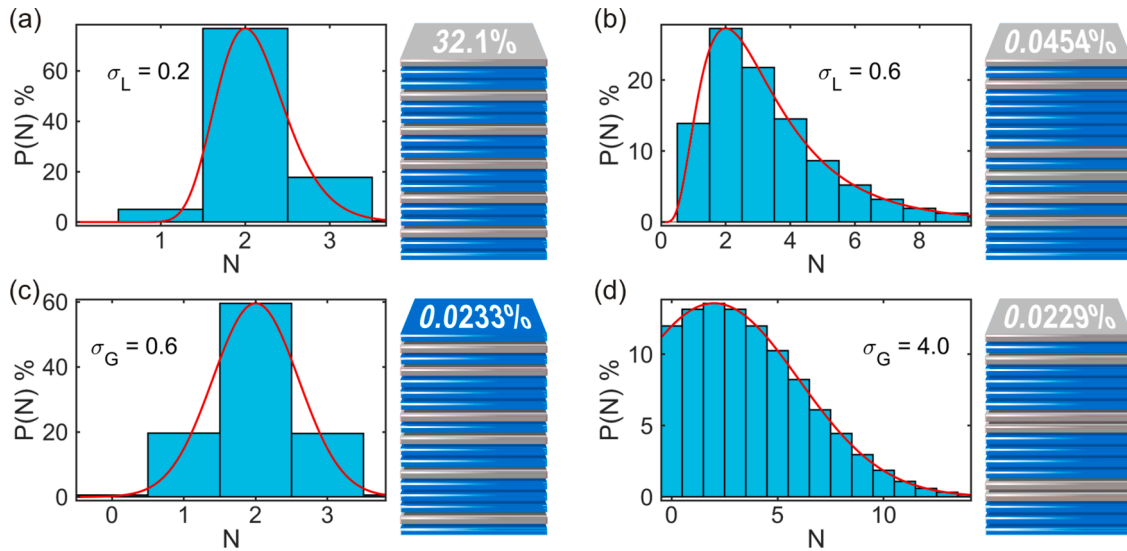 (a)
P(N) %
60
40
20
0
σL = 0.2
1
2
3
N
32.1%
(b)
P(N) %
20
10
0
σL = 0.6
0
2
4
6
8
N
0.0454%
(c)
P(N) %
60
40
20
0
σG = 0.6
0
1
2
3
N
0.0233%
(d)
P(N) %
10
5
0
σG = 4.0
0
5
10
N
0.0229%